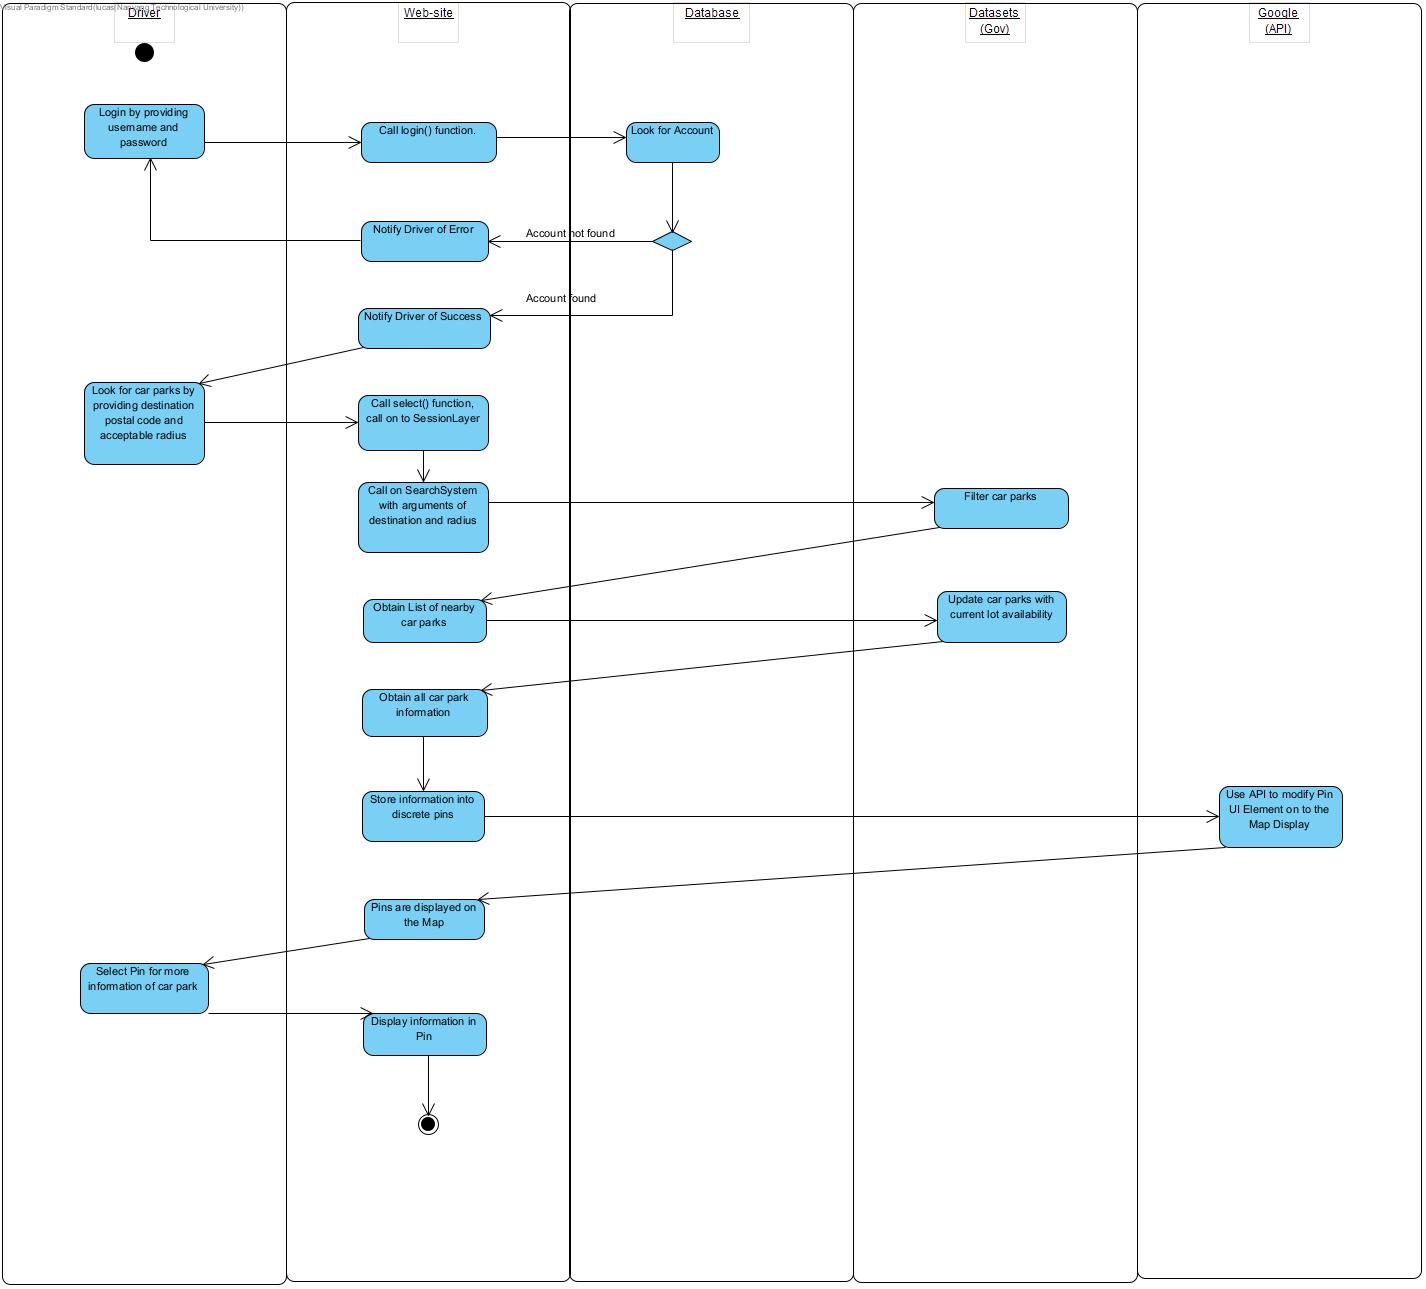 Visual Paradigm Standard(lucas(Nanyang Technological University))
Driver
Web-site
Database
Datasets
(Gov)
Google
(API)
Login by providing
username and
password
Call login() function.
Look for Account
Notify Driver of Error
Account not found
Account found
Notify Driver of Success
Look for car parks by
providing destination
postal code and
acceptable radius
Call select() function,
call on to SessionLayer
Call on SearchSystem
with arguments of
destination and radius
Filter car parks
Obtain List of nearby
car parks
Update car parks with
current lot availability
Obtain all car park
information
Store information into
discrete pins
Use API to modify Pin
UI Element on to the
Map Display
Pins are displayed on
the Map
Select Pin for more
information of car park
Display information in
Pin